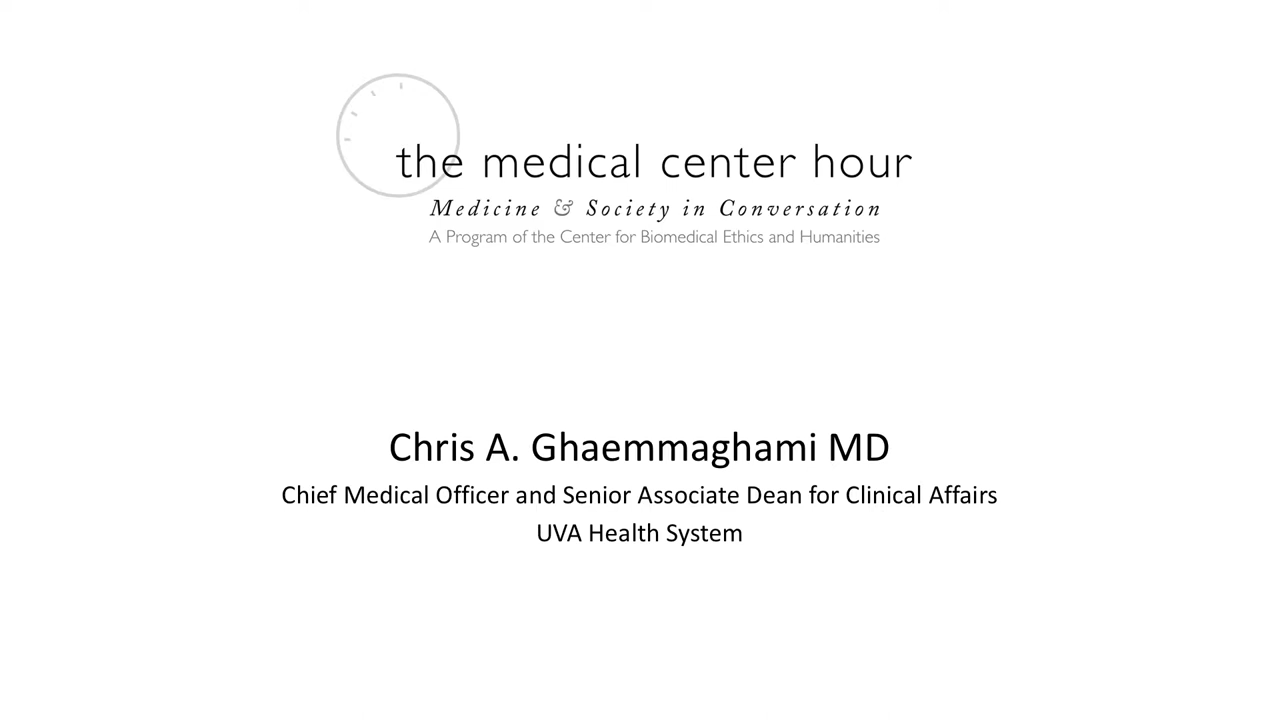 the medical center hour
Medicine & Society in Conversation
A Program of the Center for Biomedical Ethics and Humanities
Chris A. Ghaemmaghami MD
Chief Medical Officer and Senior Associate Dean for Clinical Affairs
UVA Health System